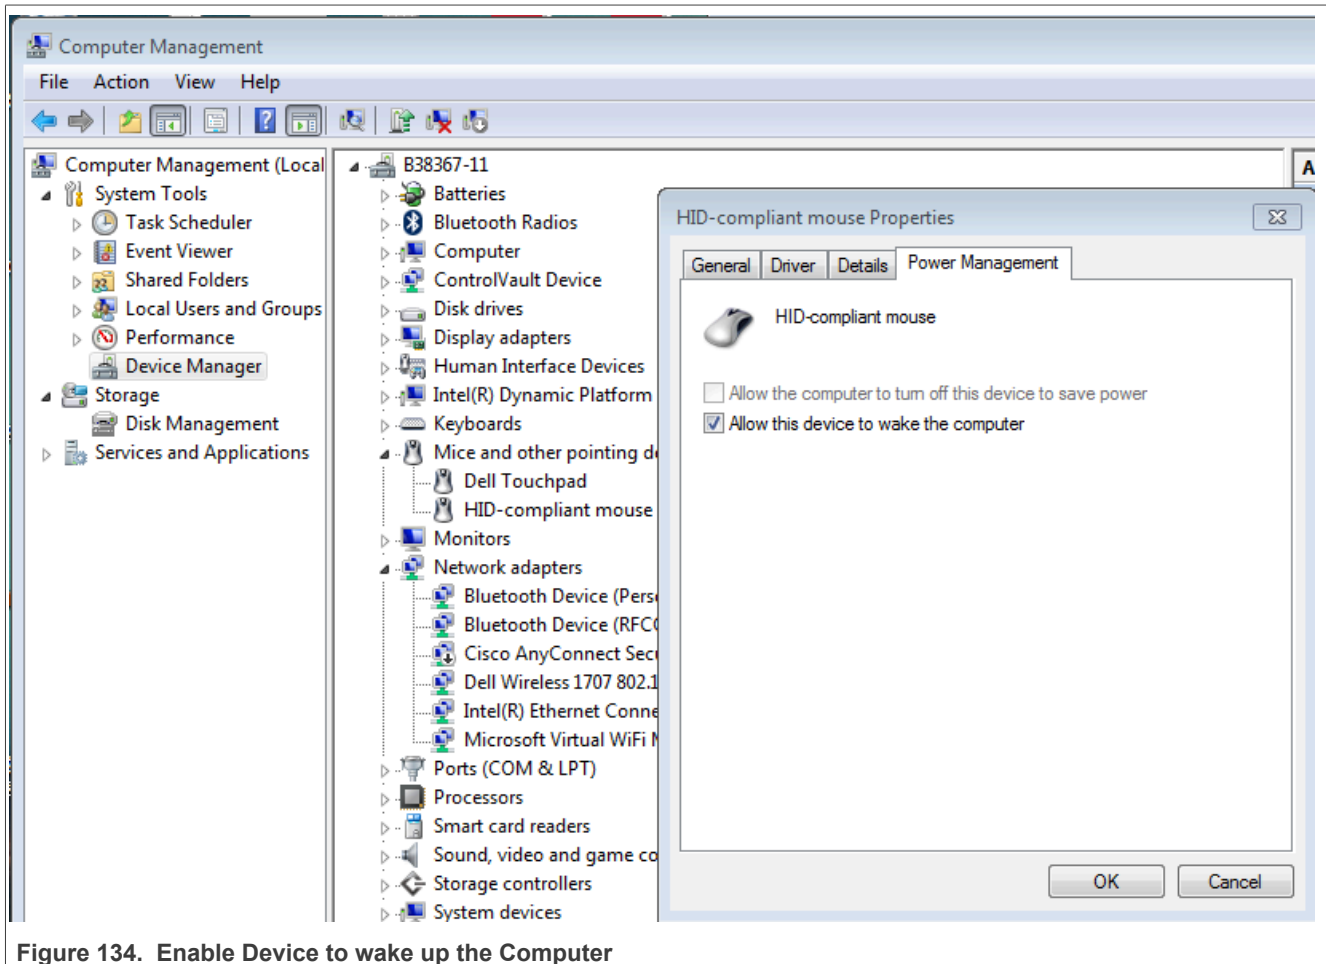 Computer Management
File Action View Help
Computer Management (Local
System Tools
Task Scheduler
Event Viewer
Shared Folders
Local Users and Groups
Performance
Device Manager
Storage
Disk Management
Services and Applications
B38367-11
Batteries
Bluetooth Radios
Computer
ControlVault Device
Disk drives
Display adapters
Human Interface Devices
Intel(R) Dynamic Platform
Keyboards
Mice and other pointing de
Dell Touchpad
HID-compliant mouse
Monitors
Network adapters
Bluetooth Device (Perso
Bluetooth Device (RFCO
Cisco AnyConnect Secu
Dell Wireless 1707 802.1
Intel(R) Ethernet Conne
Microsoft Virtual WiFi M
Ports (COM & LPT)
Processors
Smart card readers
Sound, video and game co
Storage controllers
System devices
A
HID-compliant mouse Properties
General Driver Details Power Management
HID-compliant mouse
Allow the computer to turn off this device to save power
Allow this device to wake the computer
OK Cancel
Figure 134. Enable Device to wake up the Computer